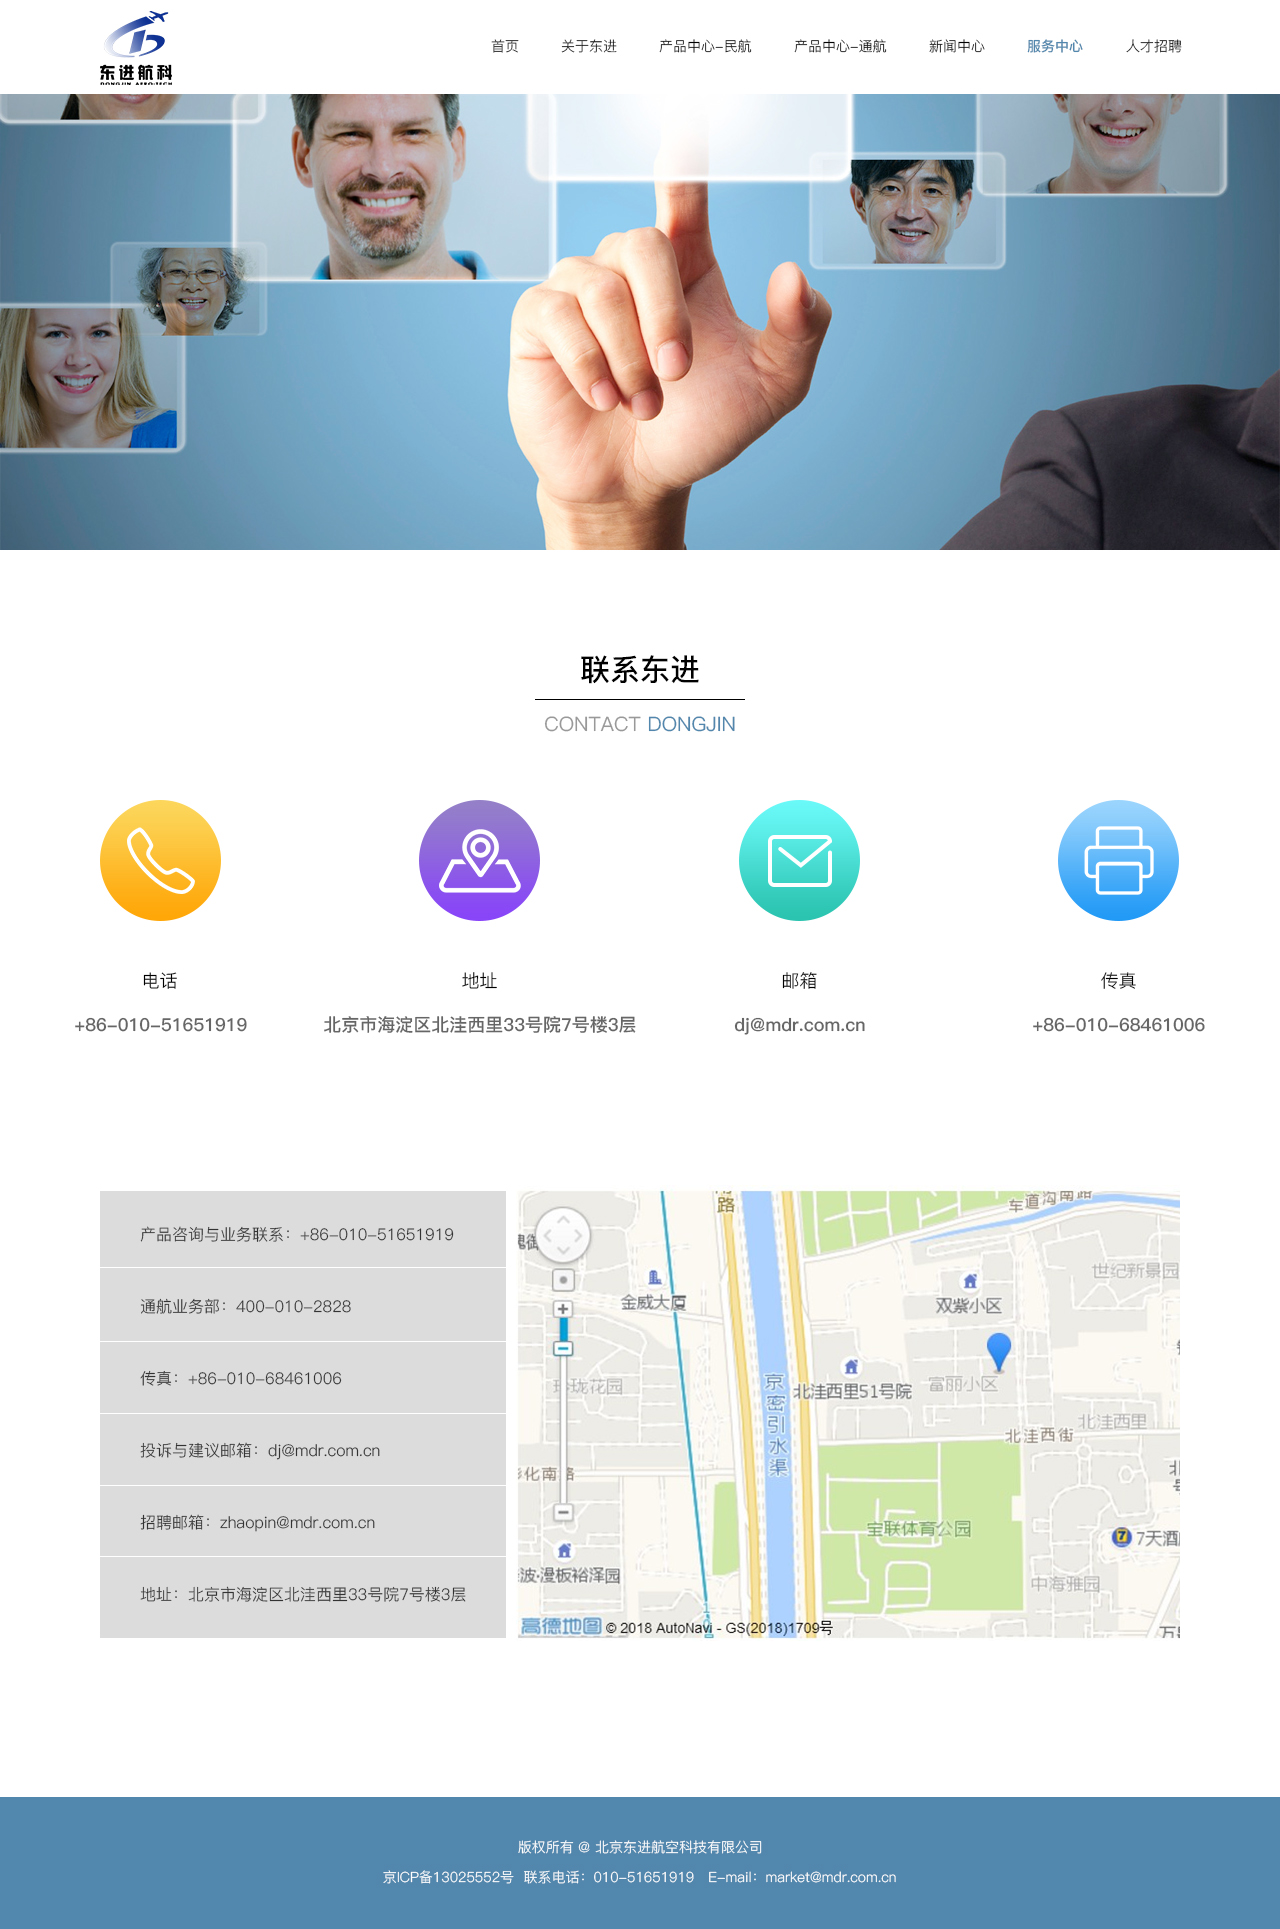 东进航科
DONGJIN AEROTECH
首页 关于东进 产品中心-民航 产品中心-通航 新闻中心 服务中心 人才招聘
联系东进
CONTACT DONGJIN
电话 地址 邮箱 传真
+86-010-51651919 北京市海淀区北洼西里33号院7号楼3层 dj@mdr.com.cn +86-010-68461006
产品咨询与业务联系：+86-010-51651919
通航业务部：400-010-2828
传真：+86-010-68461006
投诉与建议邮箱：dj@mdr.com.cn
招聘邮箱：zhaopin@mdr.com.cn
地址：北京市海淀区北洼西里33号院7号楼3层
路
车道沟南路
世纪新景园
金威大厦
双紫小区
玲珑花园
富丽小区
北洼西里51号院
京密引水渠
北洼西里
北洼西街
彰化南路
宝联体育公园
7天酒
波·漫板裕泽园
中海雅园
高德地图 © 2018 AutoNavi - GS(2018)1709号
版权所有 @ 北京东进航空科技有限公司
京ICP备13025552号 联系电话：010-51651919 E-mail：market@mdr.com.cn